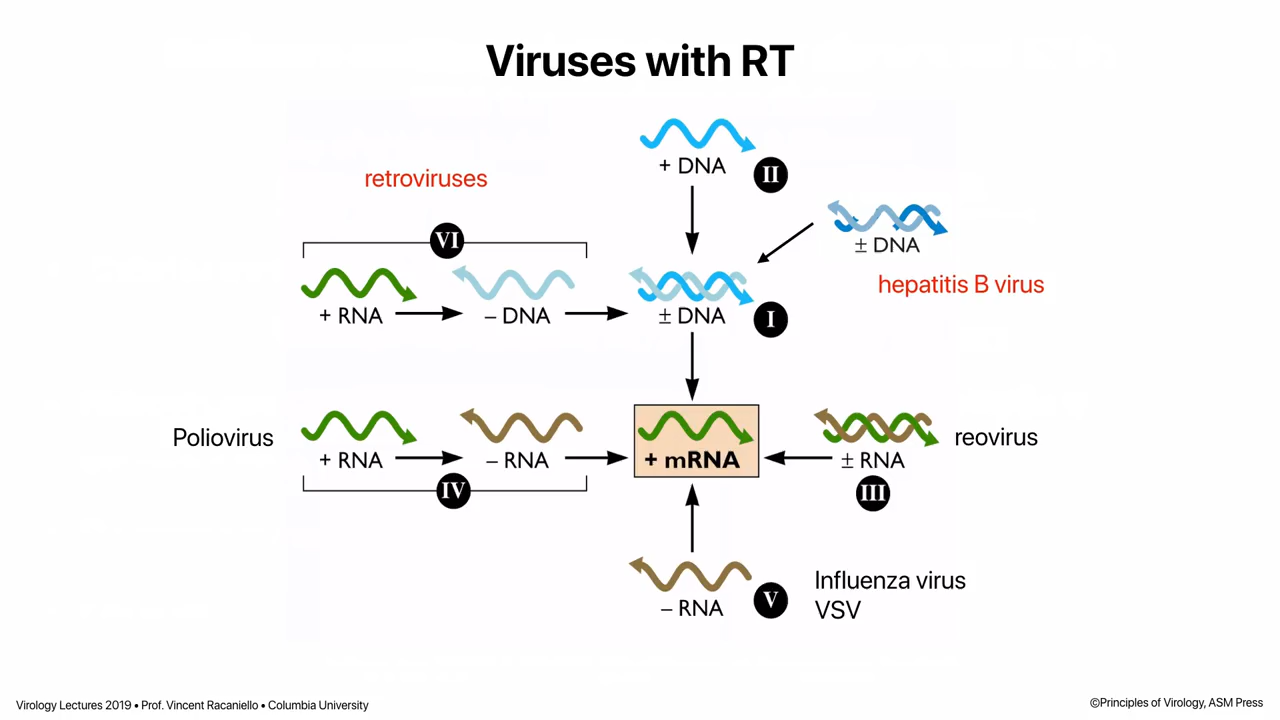 Viruses with RT
+ DNA
II
retroviruses
VI
± DNA
hepatitis B virus
+ RNA
– DNA
± DNA
I
Poliovirus
+ RNA
– RNA
+ mRNA
± RNA
reovirus
IV
III
– RNA
V
Influenza virus
VSV
Virology Lectures 2019 • Prof. Vincent Racaniello • Columbia University
©Principles of Virology, ASM Press